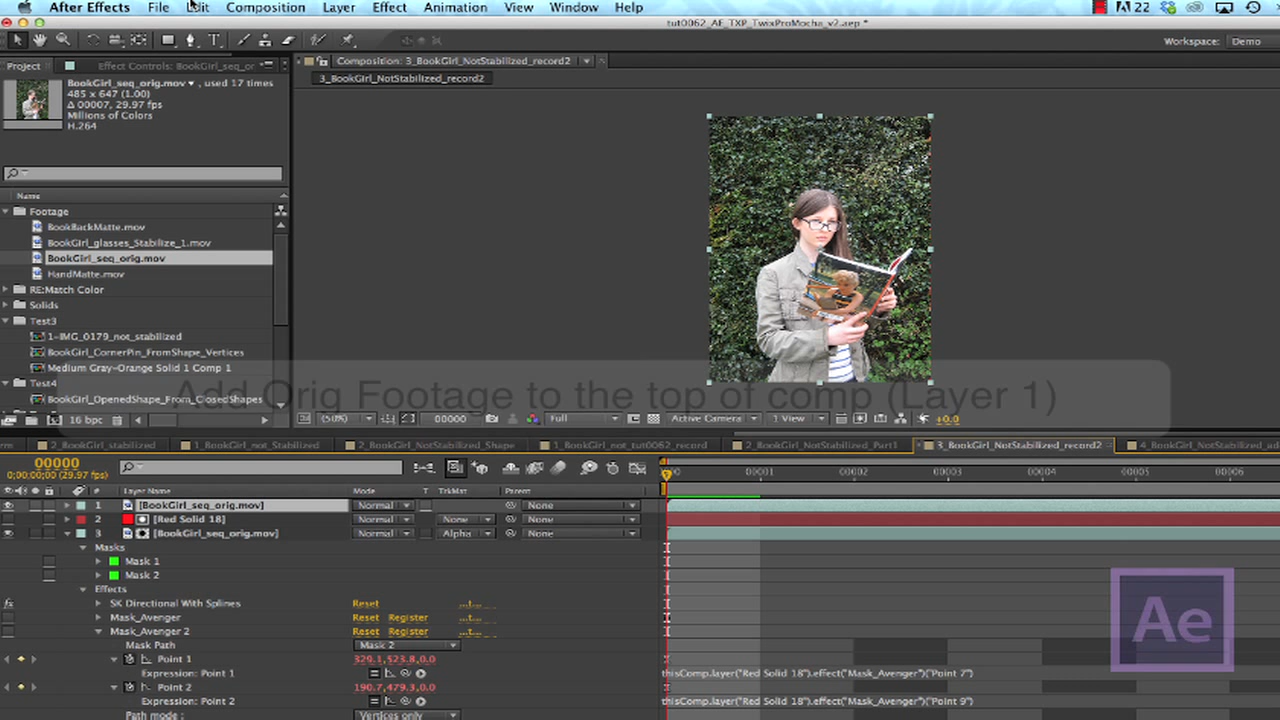 After Effects File Edit Composition Layer Effect Animation View Window Help 22
tut0062_AE_TXP_TwixProMocha_v2.aep *
Workspace: Demo
Project Effect Controls: BookGirl_seq_or Composition: 3_BookGirl_NotStabilized_record2
3_BookGirl_NotStabilized_record2
BookGirl_seq_orig.mov , used 17 times
485 x 647 (1.00)
Δ 00007, 29.97 fps
Millions of Colors
H.264
Name
Footage
BookBackMatte.mov
BookGirl_glasses_Stabilize_1.mov
BookGirl_seq_orig.mov
HandMatte.mov
RE:Match Color
Solids
Test3
1-IMG_0179_not_stabilized
BookGirl_CornerPin_FromShape_Vertices
Medium Gray-Orange Solid 1 Comp 1
Test4
BookGirl_OpenedShape_From_ClosedShapes
Add Orig Footage to the top of comp (Layer 1)
16 bpc (50%) 00000 Full Active Camera 1 View +0.0
rm 2_BookGirl_stabilized 1_BookGirl_not_Stabilized 2_BookGirl_NotStabilized_Shape 1_BookGirl_not_tut0062_record 2_BookGirl_NotStabilized_Part1 3_BookGirl_NotStabilized_record2 4_BookGirl_NotStabilized_ad
00000
0;00;00;00 (29.97 fps)
00001 00002 00003 00004 00005 00006
# Layer Name Mode T TrkMat Parent
1 [BookGirl_seq_orig.mov] Normal None
2 [Red Solid 18] Normal None None
3 [BookGirl_seq_orig.mov] Normal Alpha None
Masks
Mask 1
Mask 2
Effects
SK Directional With Splines Reset ...t...
Mask_Avenger Reset Register ...t...
Mask_Avenger 2 Reset Register ...t...
Mask Path Mask 2
Point 1 329.1,523.8,0.0
Expression: Point 1 thisComp.layer("Red Solid 18").effect("Mask_Avenger")("Point 7")
Point 2 190.7,479.3,0.0
Expression: Point 2 thisComp.layer("Red Solid 18").effect("Mask_Avenger")("Point 9")
Path mode : Vertices only
Ae